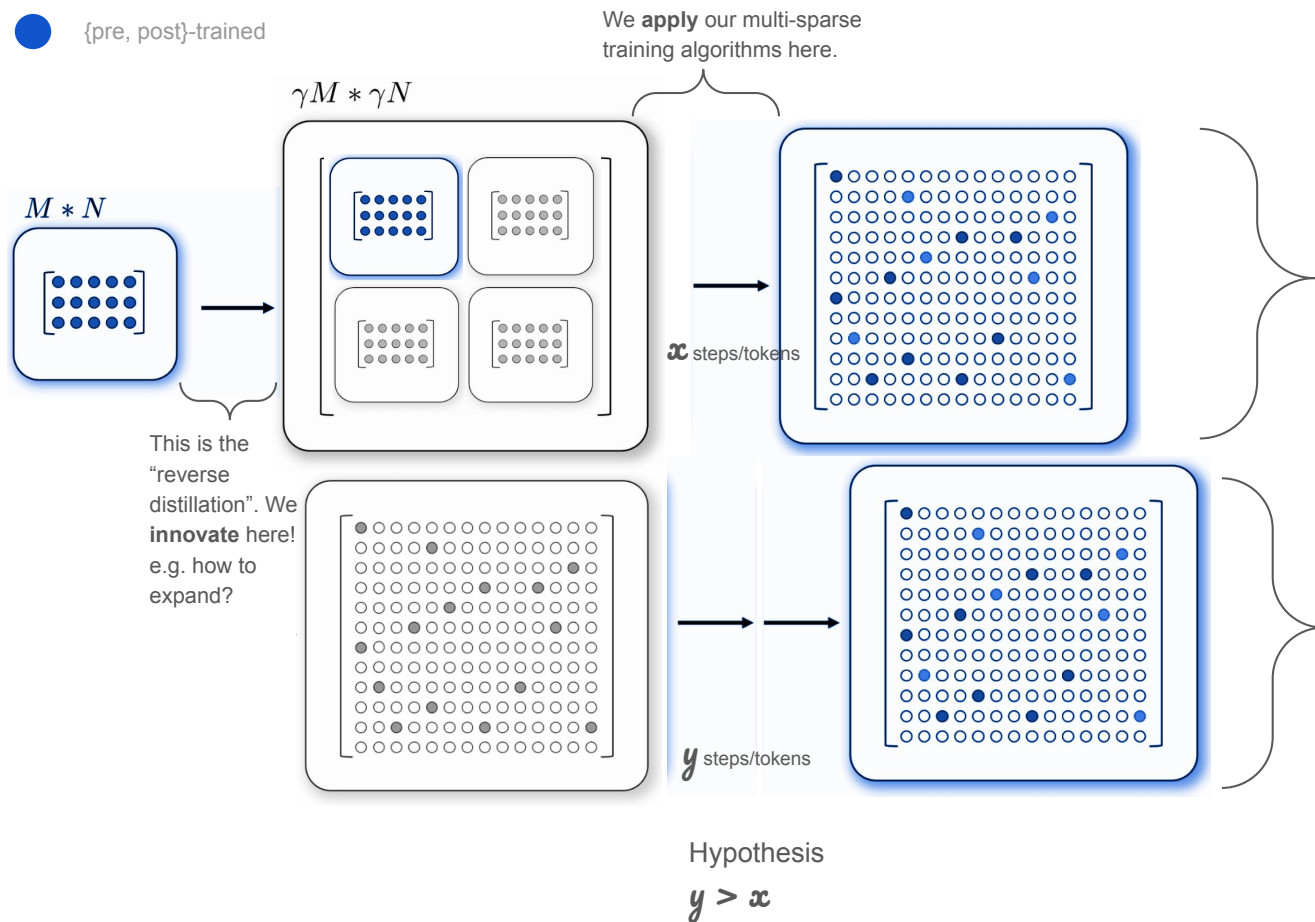 {pre, post}-trained
We apply our multi-sparse
training algorithms here.
γM ∗ γN
M ∗ N
x steps/tokens
This is the
“reverse
distillation”. We
innovate here!
e.g. how to
expand?
y steps/tokens
Hypothesis
y > x